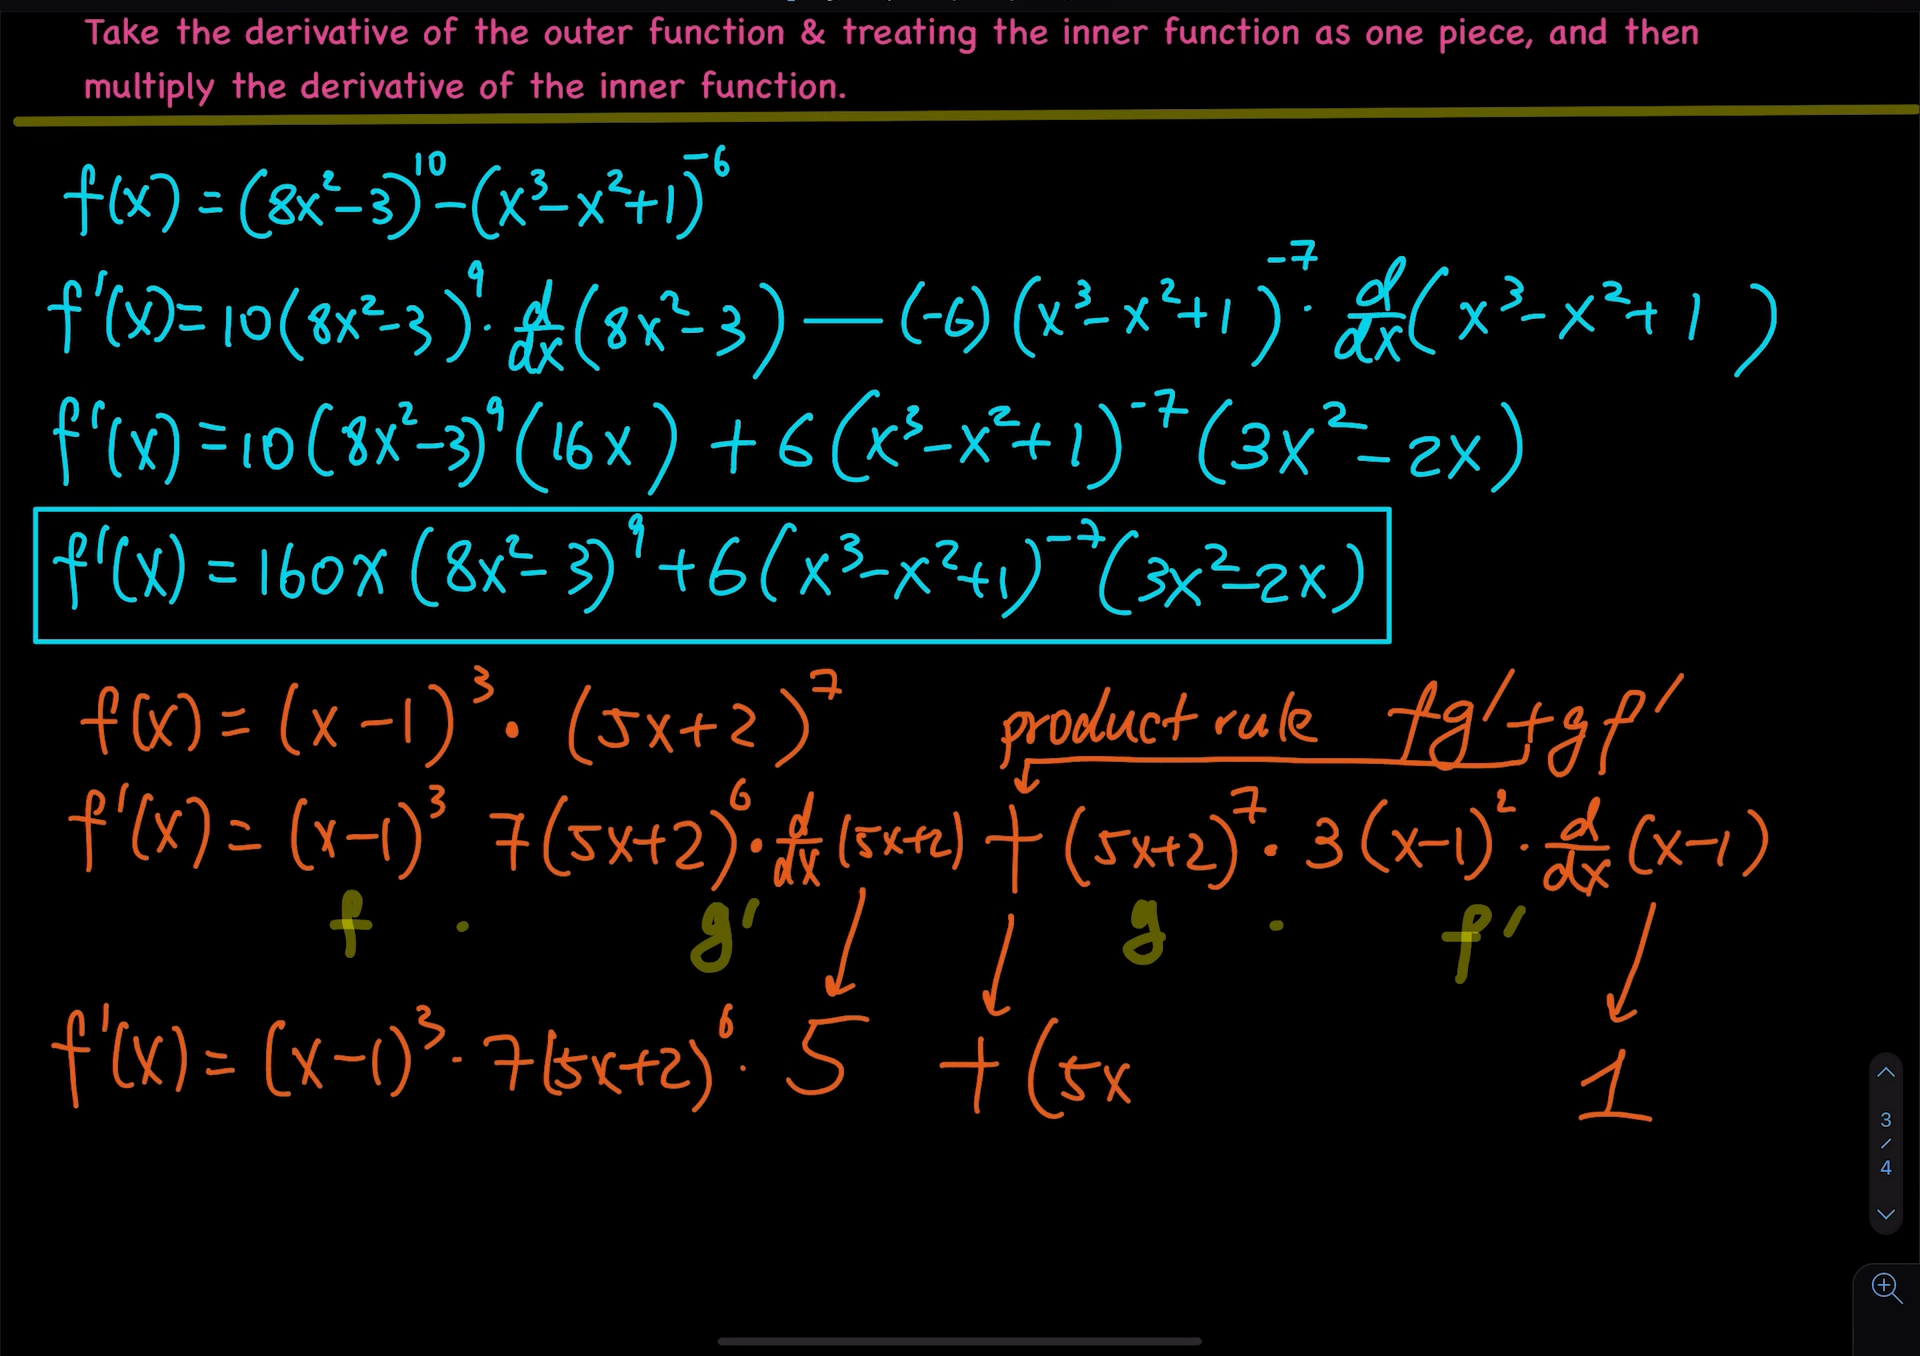 Take the derivative of the outer function & treating the inner function as one piece, and then
multiply the derivative of the inner function.
f(x) = (8x²-3)¹⁰-(x³-x²+1)⁻⁶
f'(x)=10(8x²-3)⁹·d/dx(8x²-3) — (-6)(x³-x²+1)⁻⁷·d/dx(x³-x²+1)
f'(x)=10(8x²-3)⁹(16x) + 6(x³-x²+1)⁻⁷(3x²-2x)
f'(x) = 160x(8x²-3)⁹+6(x³-x²+1)⁻⁷(3x²-2x)
f(x) = (x-1)³ · (5x+2)⁷ product rule fg'+gf'
f'(x) = (x-1)³ 7(5x+2)⁶·d/dx(5x+2) + (5x+2)⁷· 3(x-1)²·d/dx(x-1)
f · g' g · f'
f'(x) = (x-1)³·7(5x+2)⁶·5 + (5x 1
3
/
4